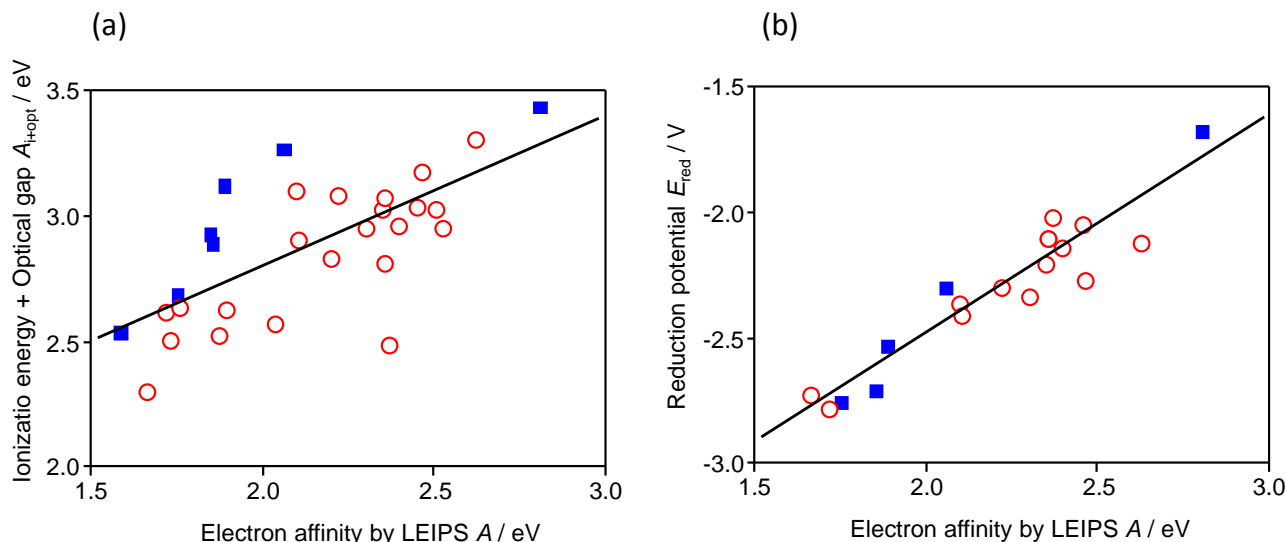 (a)
Ionizatio energy + Optical gap A i+opt / eV
3.5
3.0
2.5
2.0
1.5
2.0
2.5
3.0
Electron affinity by LEIPS A / eV
(b)
Reduction potential E red / V
-1.5
-2.0
-2.5
-3.0
1.5
2.0
2.5
3.0
Electron affinity by LEIPS A / eV